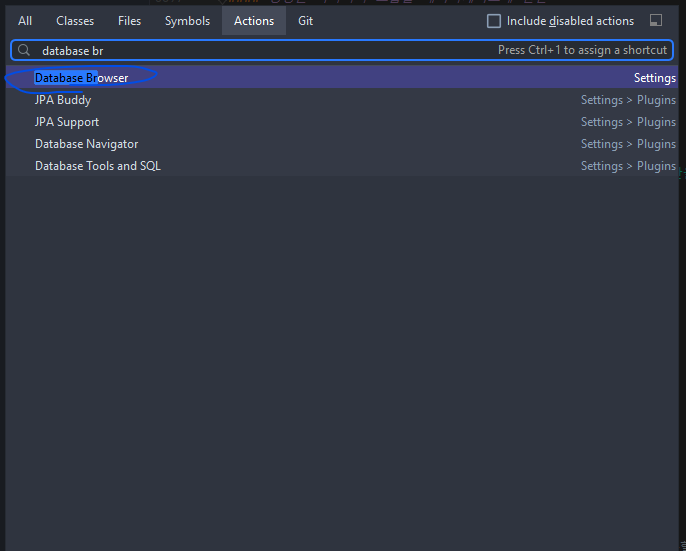 All Classes Files Symbols Actions Git Include disabled actions
database br Press Ctrl+1 to assign a shortcut
Database Browser Settings
JPA Buddy Settings > Plugins
JPA Support Settings > Plugins
Database Navigator Settings > Plugins
Database Tools and SQL Settings > Plugins